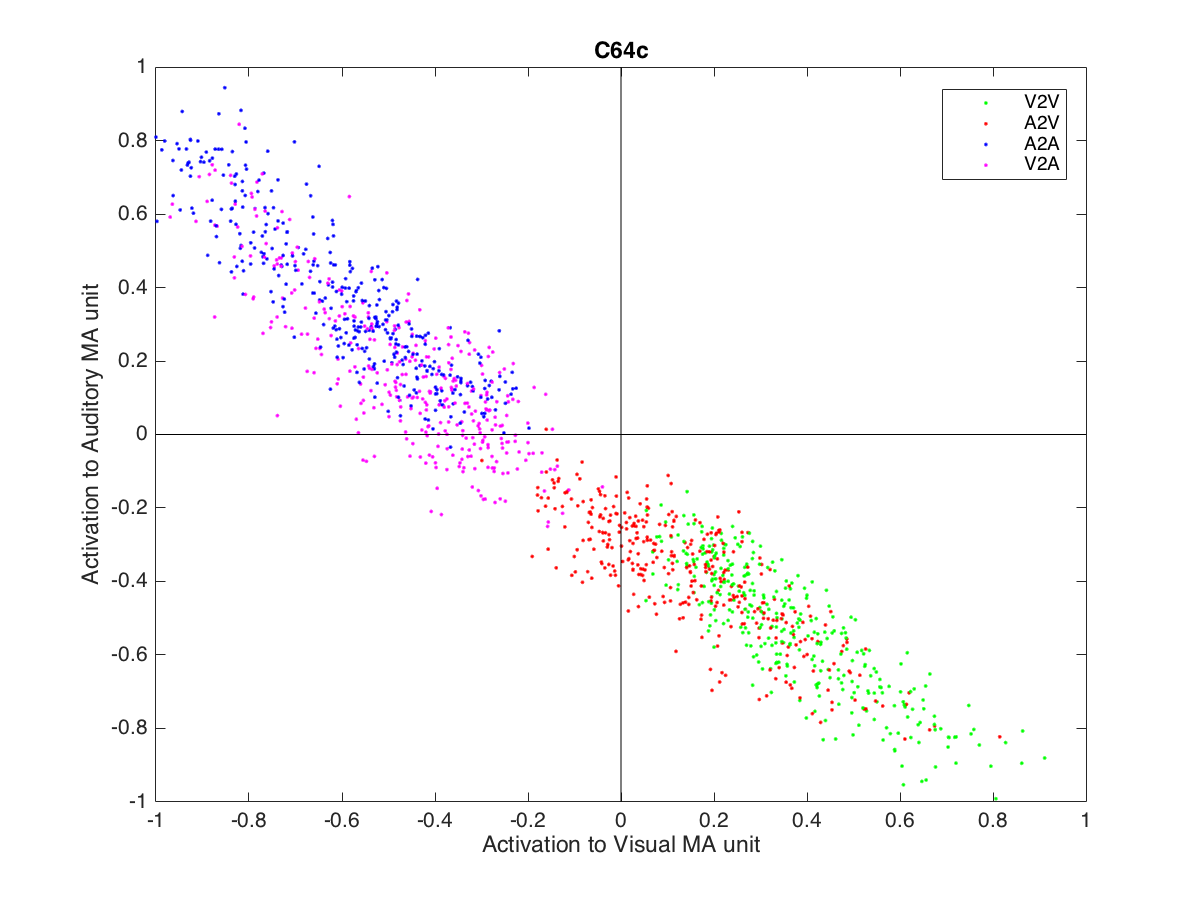 C64c
V2V
A2V
A2A
V2A
1
0.8
0.6
0.4
0.2
0
-0.2
-0.4
-0.6
-0.8
-1
Activation to Auditory MA unit
-1 -0.8 -0.6 -0.4 -0.2 0 0.2 0.4 0.6 0.8 1
Activation to Visual MA unit